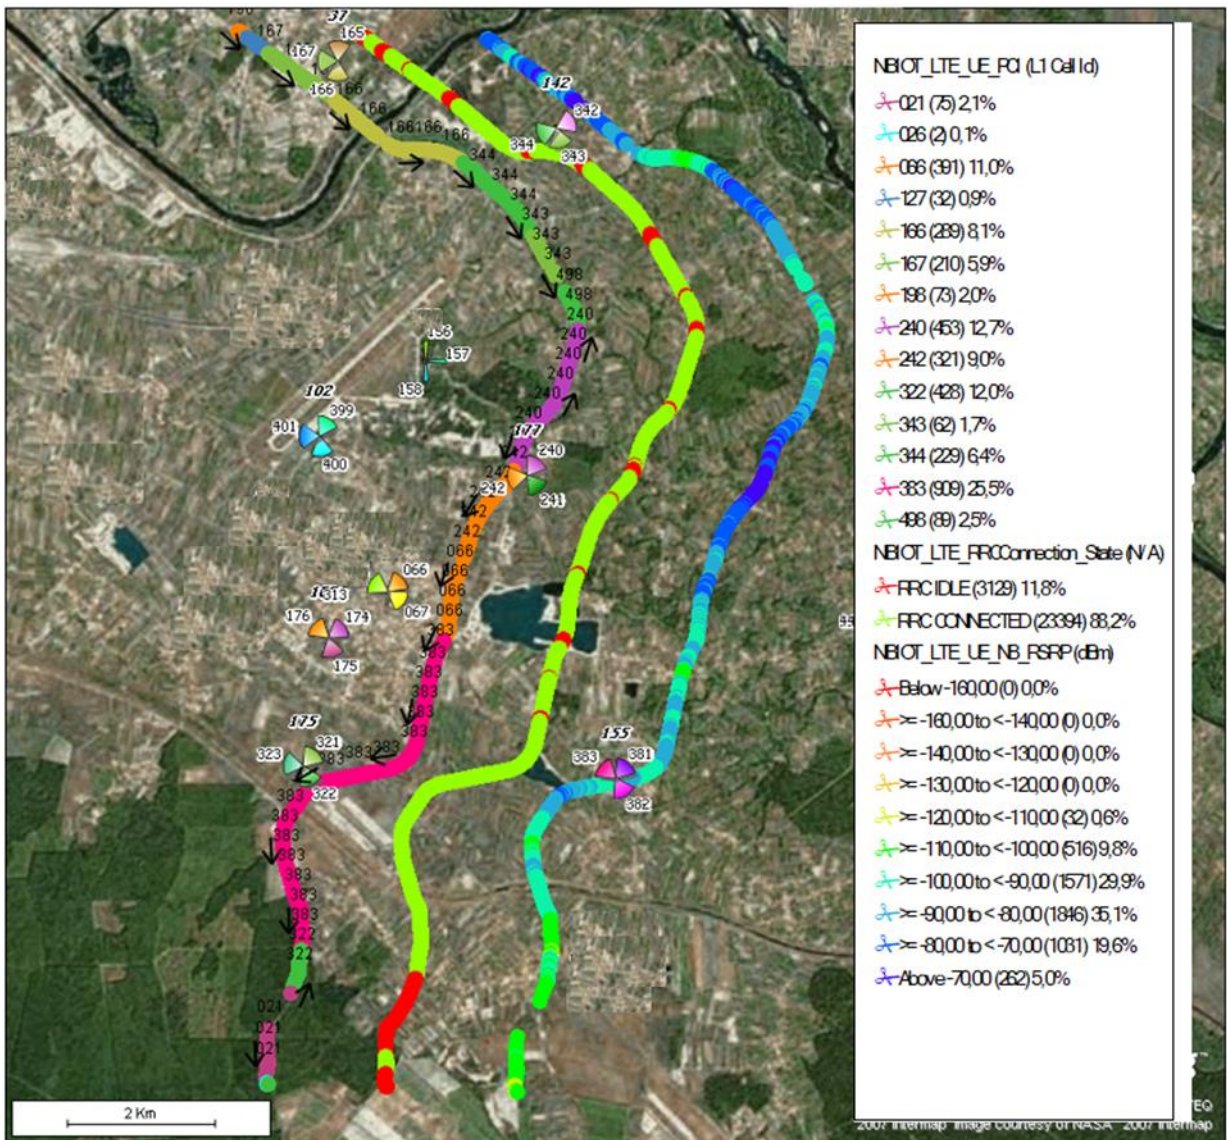 37
165
167
167
166
166
166
166166
166
344
344
344
343
343
343
498
498
240
240
240
240
240
240
142
342
344
343
156
157
158
102
399
401
400
177
240
242
241
242
242
066
066
066
066
066
067
313
176
174
175
383
383
383
383
383
383
383
175
321
323
322
383
383
383
383
383
383
322
322
021
021
021
155
383
381
382
2 Km
NBIOT_LTE_UE_PCI (L1 Cell Id)
021 (75) 2,1%
026 (2) 0,1%
066 (391) 11,0%
127 (32) 0,9%
166 (289) 8,1%
167 (210) 5,9%
198 (73) 2,0%
240 (453) 12,7%
242 (321) 9,0%
322 (428) 12,0%
343 (62) 1,7%
344 (229) 6,4%
383 (909) 25,5%
498 (89) 2,5%
NBIOT_LTE_RRCConnection_State (N/A)
RRC IDLE (3129) 11,8%
RRC CONNECTED (23394) 88,2%
NBIOT_LTE_UE_NB_RSRP (dBm)
Below -160,00 (0) 0,0%
>= -160,00 to < -140,00 (0) 0,0%
>= -140,00 to < -130,00 (0) 0,0%
>= -130,00 to < -120,00 (0) 0,0%
>= -120,00 to < -110,00 (32) 0,6%
>= -110,00 to < -100,00 (516) 9,8%
>= -100,00 to < -90,00 (1571) 29,9%
>= -90,00 to < -80,00 (1846) 35,1%
>= -80,00 to < -70,00 (1031) 19,6%
Above -70,00 (262) 5,0%
2007 Intermap Image courtesy of NASA 2007 Intermap